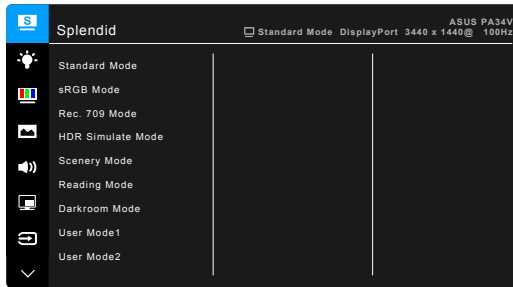 S
ASUS PA34V
Splendid
Standard Mode DisplayPort 3440 x 1440@ 100Hz
Standard Mode
sRGB Mode
Rec. 709 Mode
HDR Simulate Mode
Scenery Mode
Reading Mode
Darkroom Mode
User Mode1
User Mode2